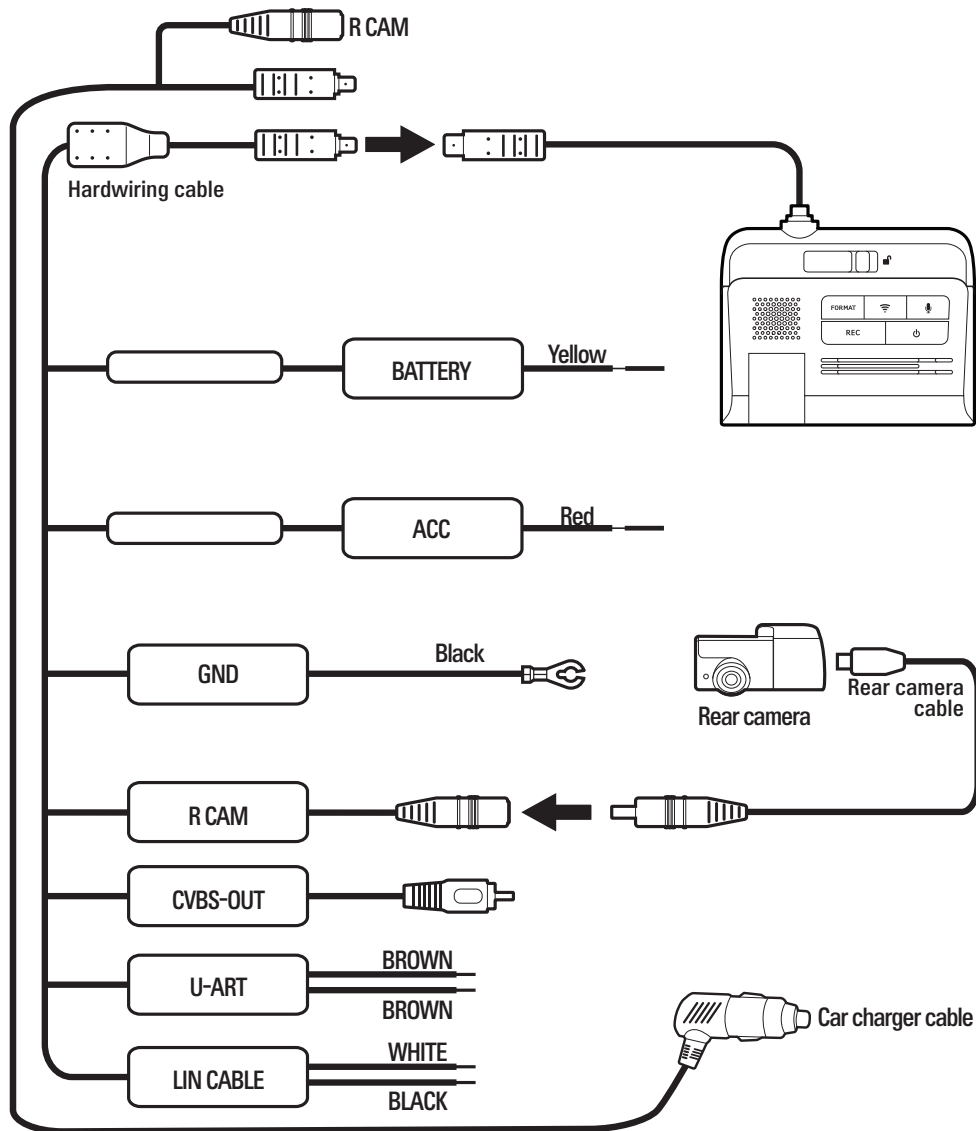 R CAM
Hardwiring cable
FORMAT
REC
BATTERY
Yellow
ACC
Red
GND
Black
Rear camera
Rear camera
cable
R CAM
CVBS-OUT
U-ART
BROWN
BROWN
Car charger cable
LIN CABLE
WHITE
BLACK